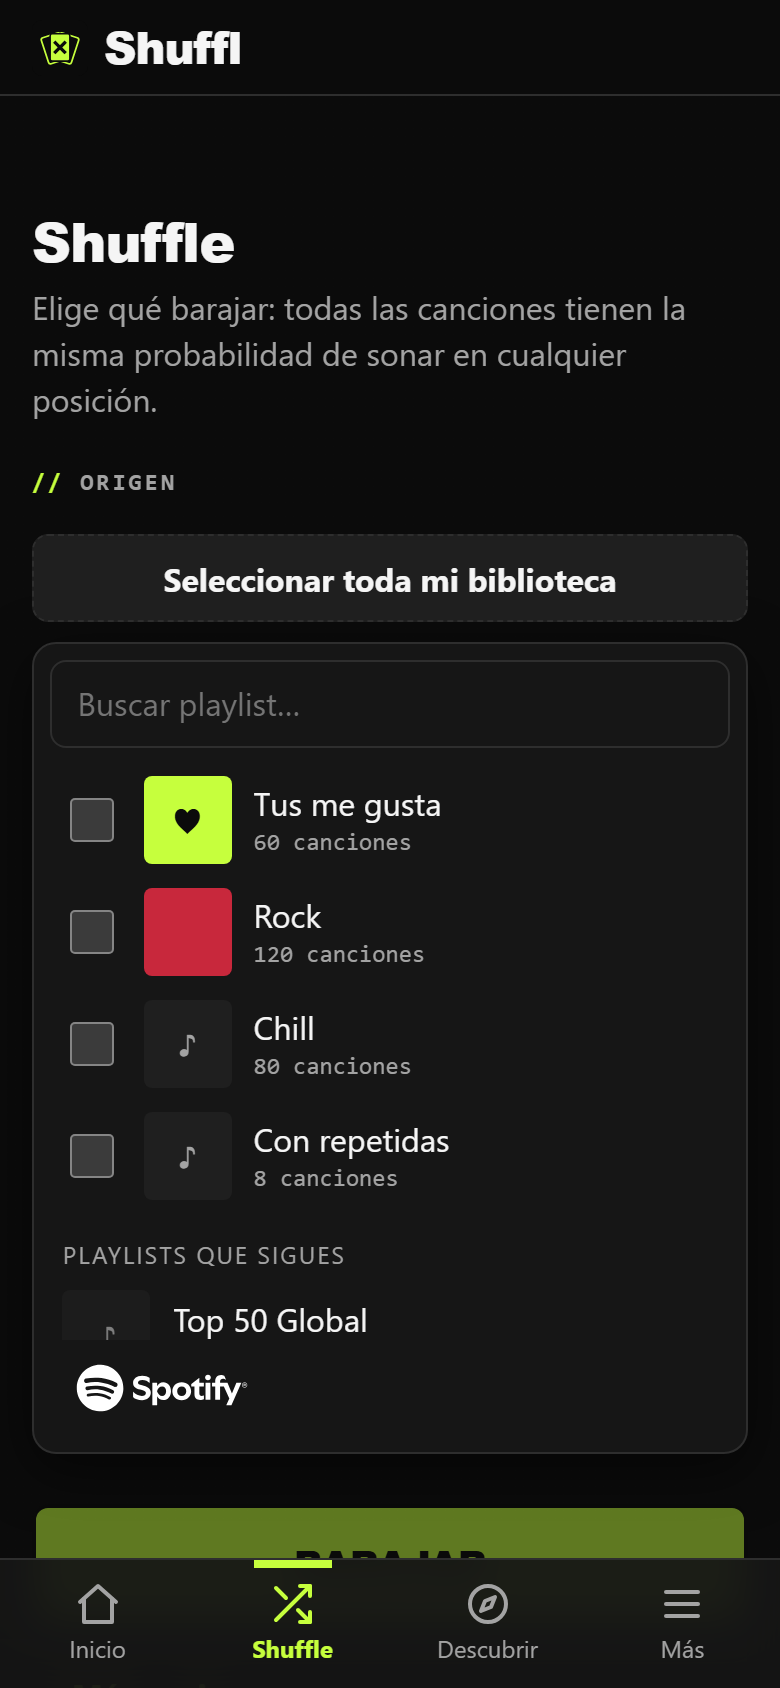 Shuffl
Shuffle
Elige qué barajar: todas las canciones tienen la
misma probabilidad de sonar en cualquier
posición.
// ORIGEN
Seleccionar toda mi biblioteca
Buscar playlist...
Tus me gusta
60 canciones
Rock
120 canciones
Chill
80 canciones
Con repetidas
8 canciones
PLAYLISTS QUE SIGUES
Top 50 Global
Spotify®
BARAJAR
Inicio
Shuffle
Descubrir
Más